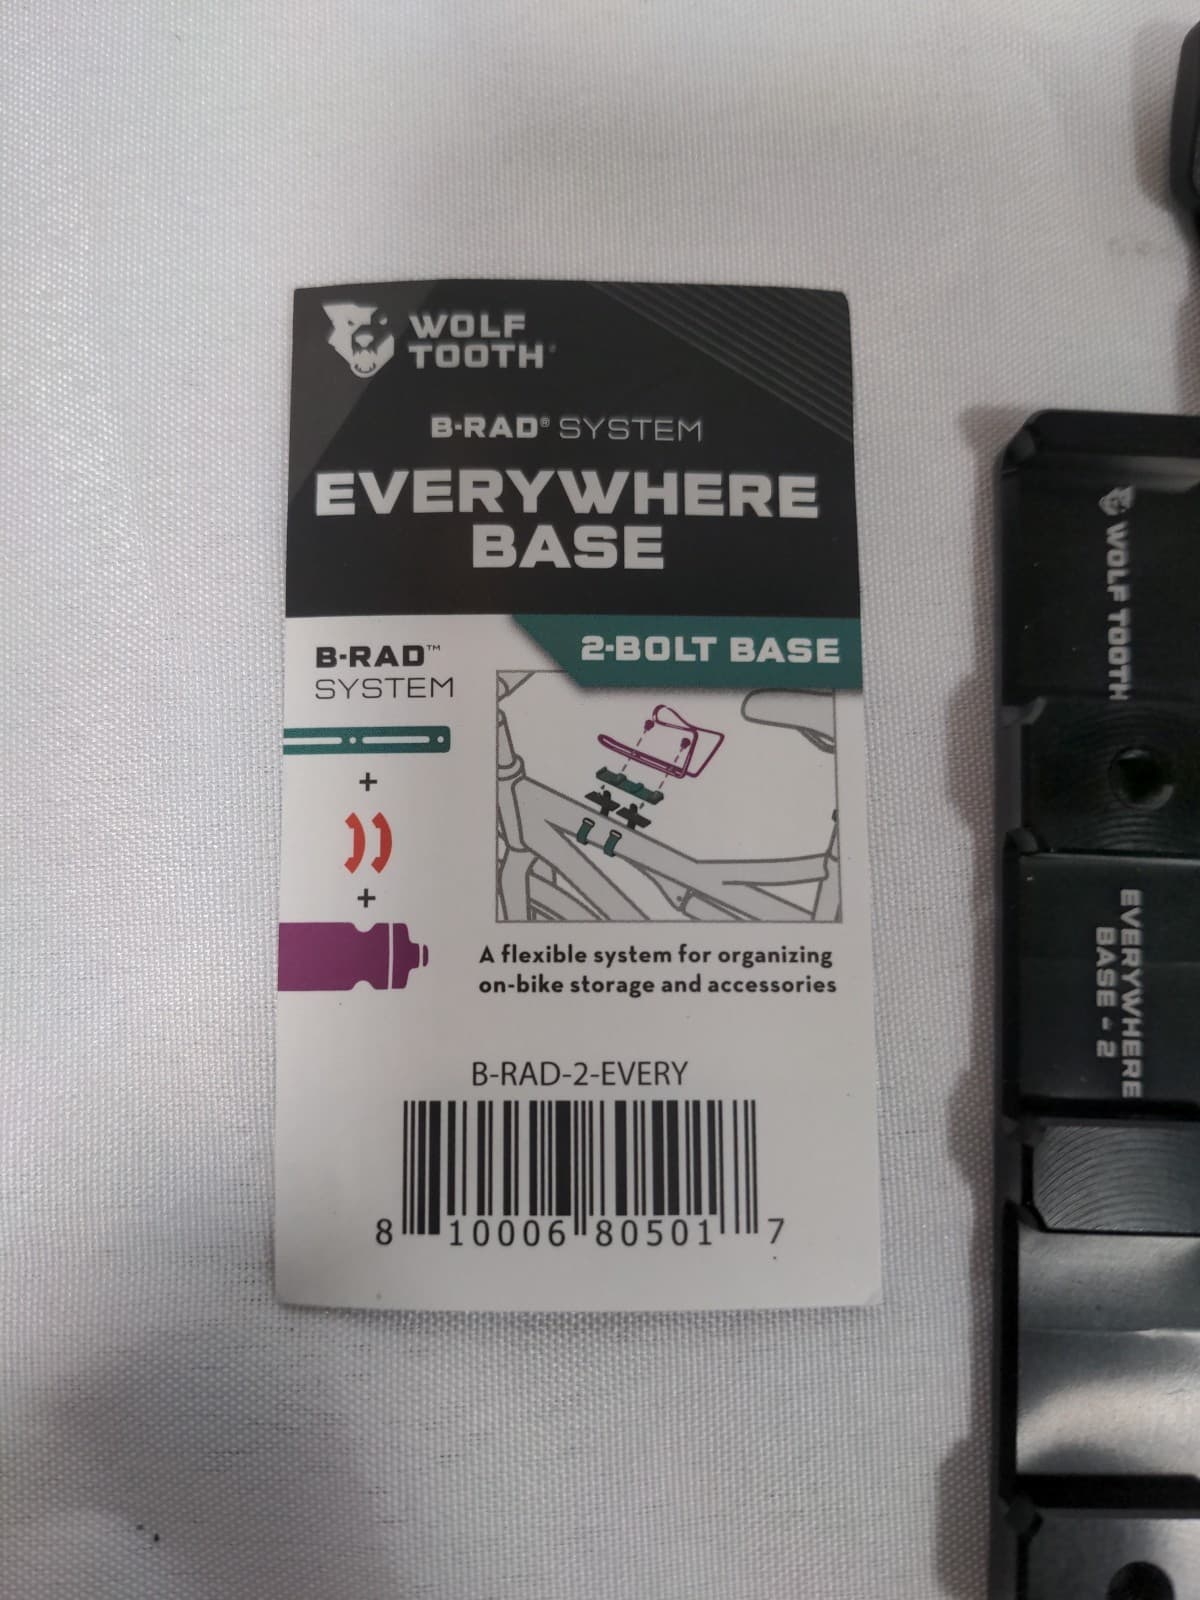 WOLF
TOOTH®
B-RAD® SYSTEM
EVERYWHERE
BASE
2-BOLT BASE
B-RAD™
SYSTEM
+
+
A flexible system for organizing
on-bike storage and accessories
B-RAD-2-EVERY
8 10006 80501 7
WOLF TOOTH
EVERYWHERE
BASE - 2